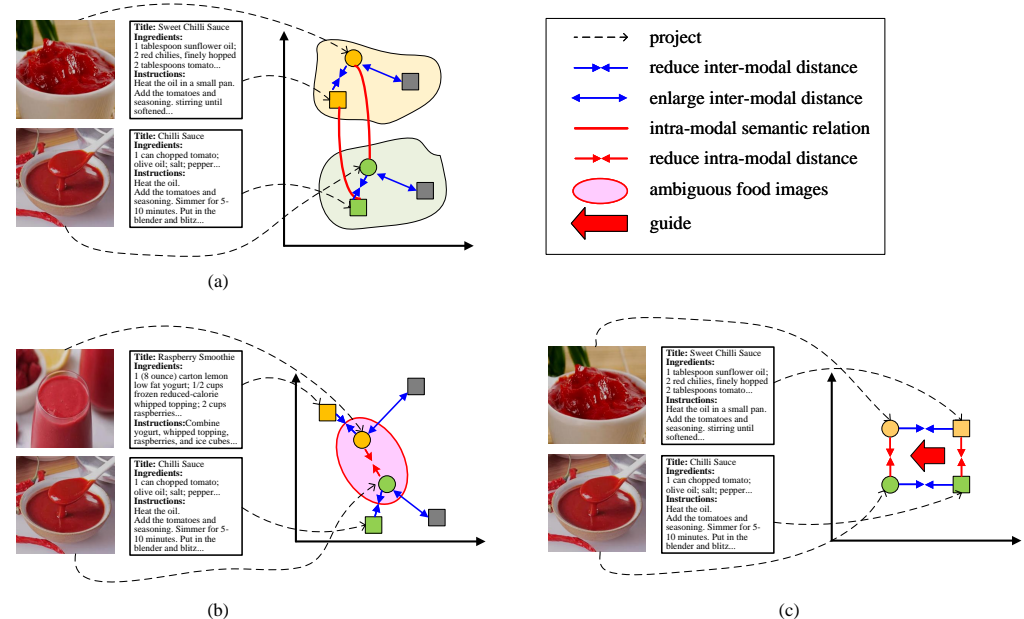 Title: Sweet Chilli Sauce
Ingredients:
1 tablespoon sunflower oil;
2 red chilies, finely hopped
2 tablespoons tomato...
Instructions:
Heat the oil in a small pan.
Add the tomatoes and
seasoning. stirring until
softened...
Title: Chilli Sauce
Ingredients:
1 can chopped tomato;
olive oil; salt; pepper...
Instructions:
Heat the oil.
Add the tomatoes and
seasoning. Simmer for 5-
10 minutes. Put in the
blender and blitz...
(a)
project
reduce inter-modal distance
enlarge inter-modal distance
intra-modal semantic relation
reduce intra-modal distance
ambiguous food images
guide
Title: Raspberry Smoothie
Ingredients:
1 (8 ounce) carton lemon
low fat yogurt; 1/2 cups
frozen reduced-calorie
whipped topping; 2 cups
raspberries...
Instructions:Combine
yogurt, whipped topping,
raspberries, and ice cubes...
Title: Chilli Sauce
Ingredients:
1 can chopped tomato;
olive oil; salt; pepper...
Instructions:
Heat the oil.
Add the tomatoes and
seasoning. Simmer for 5-
10 minutes. Put in the
blender and blitz...
(b)
Title: Sweet Chilli Sauce
Ingredients:
1 tablespoon sunflower oil;
2 red chilies, finely hopped
2 tablespoons tomato...
Instructions:
Heat the oil in a small pan.
Add the tomatoes and
seasoning. stirring until
softened...
Title: Chilli Sauce
Ingredients:
1 can chopped tomato;
olive oil; salt; pepper...
Instructions:
Heat the oil.
Add the tomatoes and
seasoning. Simmer for 5-
10 minutes. Put in the
blender and blitz...
(c)